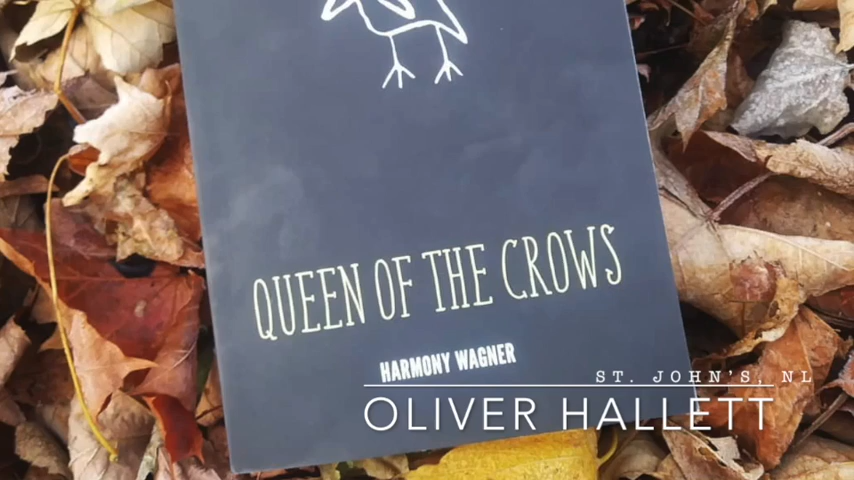 QUEEN OF THE CROWS
HARMONY WAGNER
ST. JOHN'S, NL
OLIVER HALLETT